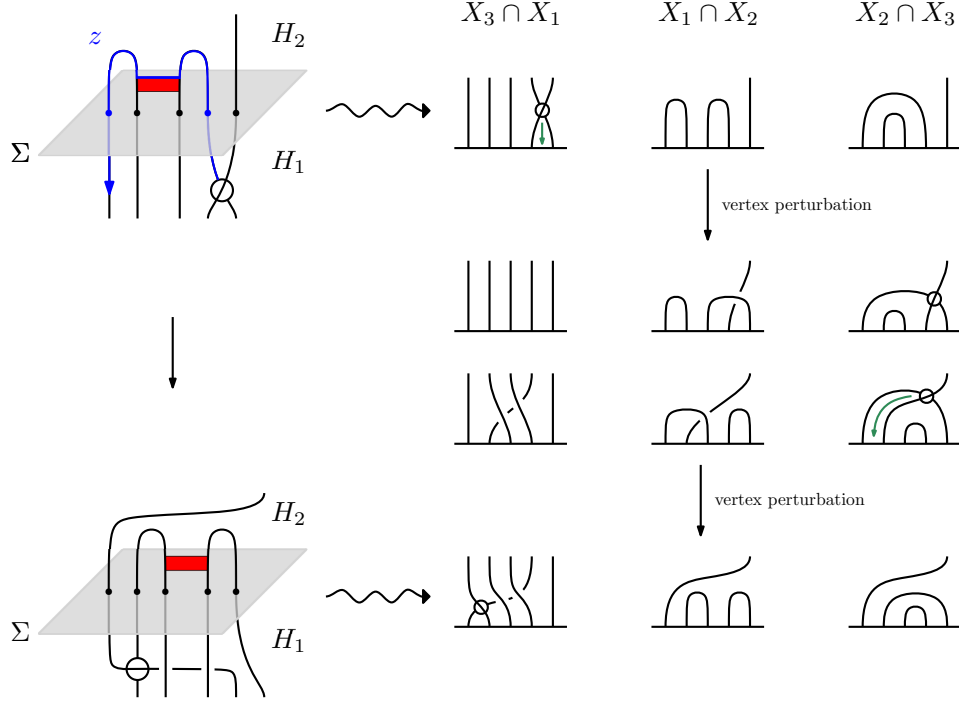 X₃ ∩ X₁
X₁ ∩ X₂
X₂ ∩ X₃
z
H₂
Σ
H₁
vertex perturbation
vertex perturbation
H₂
Σ
H₁